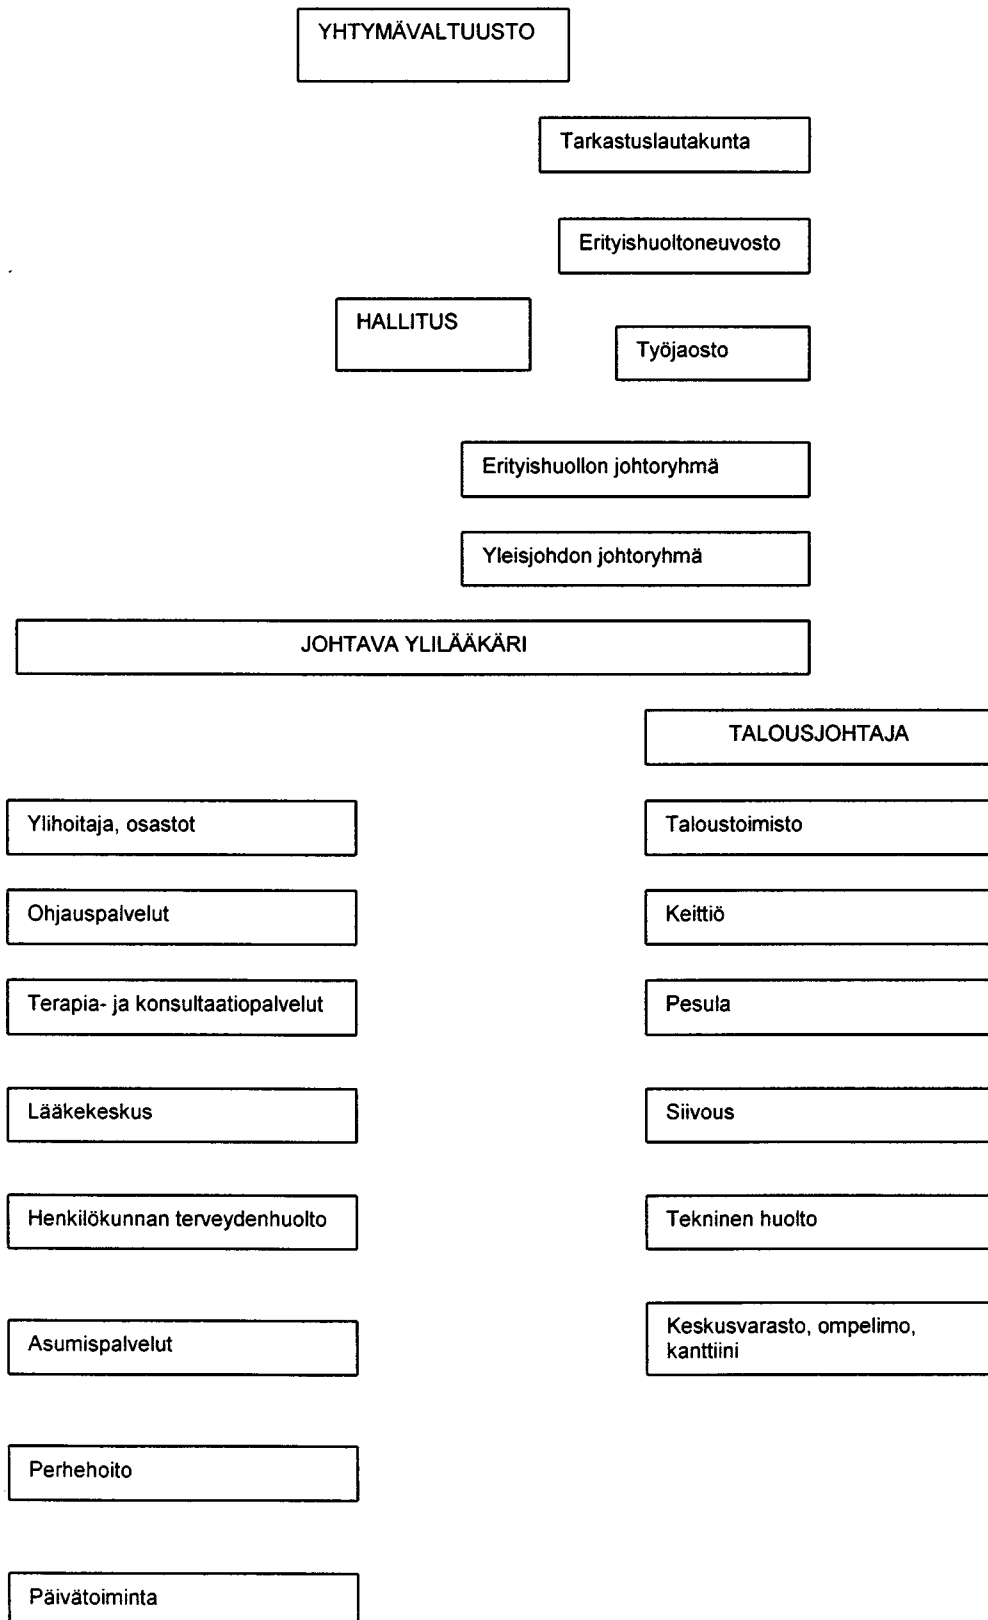 YHTYMÄVALTUUSTO
Tarkastuslautakunta
Erityishuoltoneuvosto
HALLITUS
Työjaosto
Erityishuollon johtoryhmä
Yleisjohdon johtoryhmä
JOHTAVA YLILÄÄKÄRI
TALOUSJOHTAJA
Ylihoitaja, osastot
Taloustoimisto
Ohjauspalvelut
Keittiö
Terapia- ja konsultaatiopalvelut
Pesula
Lääkekeskus
Siivous
Henkilökunnan terveydenhuolto
Tekninen huolto
Asumispalvelut
Keskusvarasto, ompelimo,
kanttiini
Perhehoito
Päivätoiminta